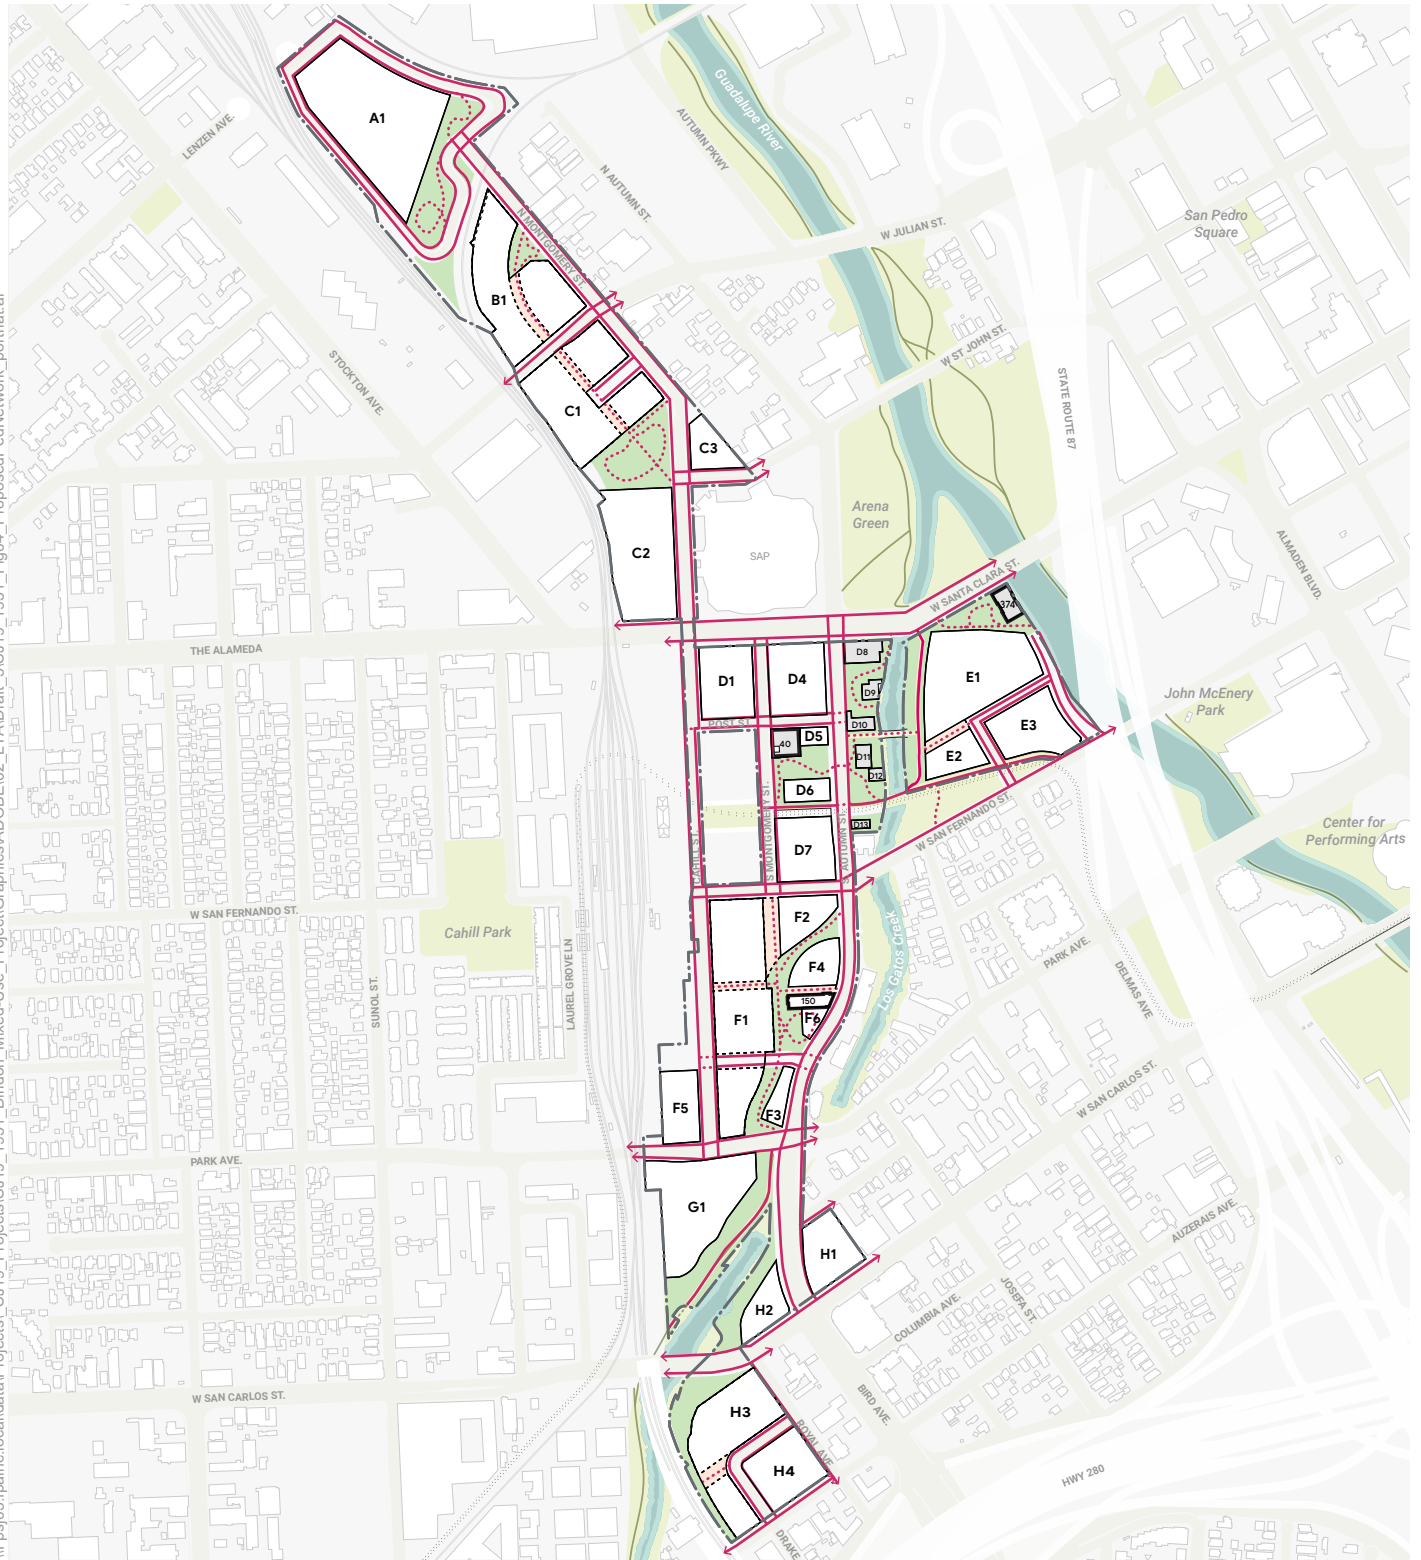 A1
Guadalupe River
AUTUMN PKWY
LENZEN AVE.
N AUTUMN ST.
N MONTGOMERY ST.
W JULIAN ST.
San Pedro
Square
B1
W ST JOHN ST.
STOCKTON AVE.
STATE ROUTE 87
C1
C3
Arena
Green
SAP
C2
ALMADEN BLVD.
W SANTA CLARA ST.
374
THE ALAMEDA
D8
D1
D4
E1
D9
John McEnery
Park
POST ST.
D10
E3
40
D5
D11
E2
D12
D6
S MONTGOMERY ST.
W SAN FERNANDO ST.
D13
CAHILL ST.
S AUTUMN ST.
D7
Center for
Performing Arts
W SAN FERNANDO ST.
F2
Cahill Park
Los Gatos Creek
PARK AVE.
LAUREL GROVE LN
F4
DELMAS AVE
SUNOL ST.
150
F1
F6
W SAN CARLOS ST.
F5
F3
PARK AVE.
G1
AUZERAIS AVE.
H1
JOSEFA ST.
H2
COLUMBIA AVE.
W SAN CARLOS ST.
BIRD AVE.
H3
ROYAL AVE.
H4
HWY 280
DRAKE